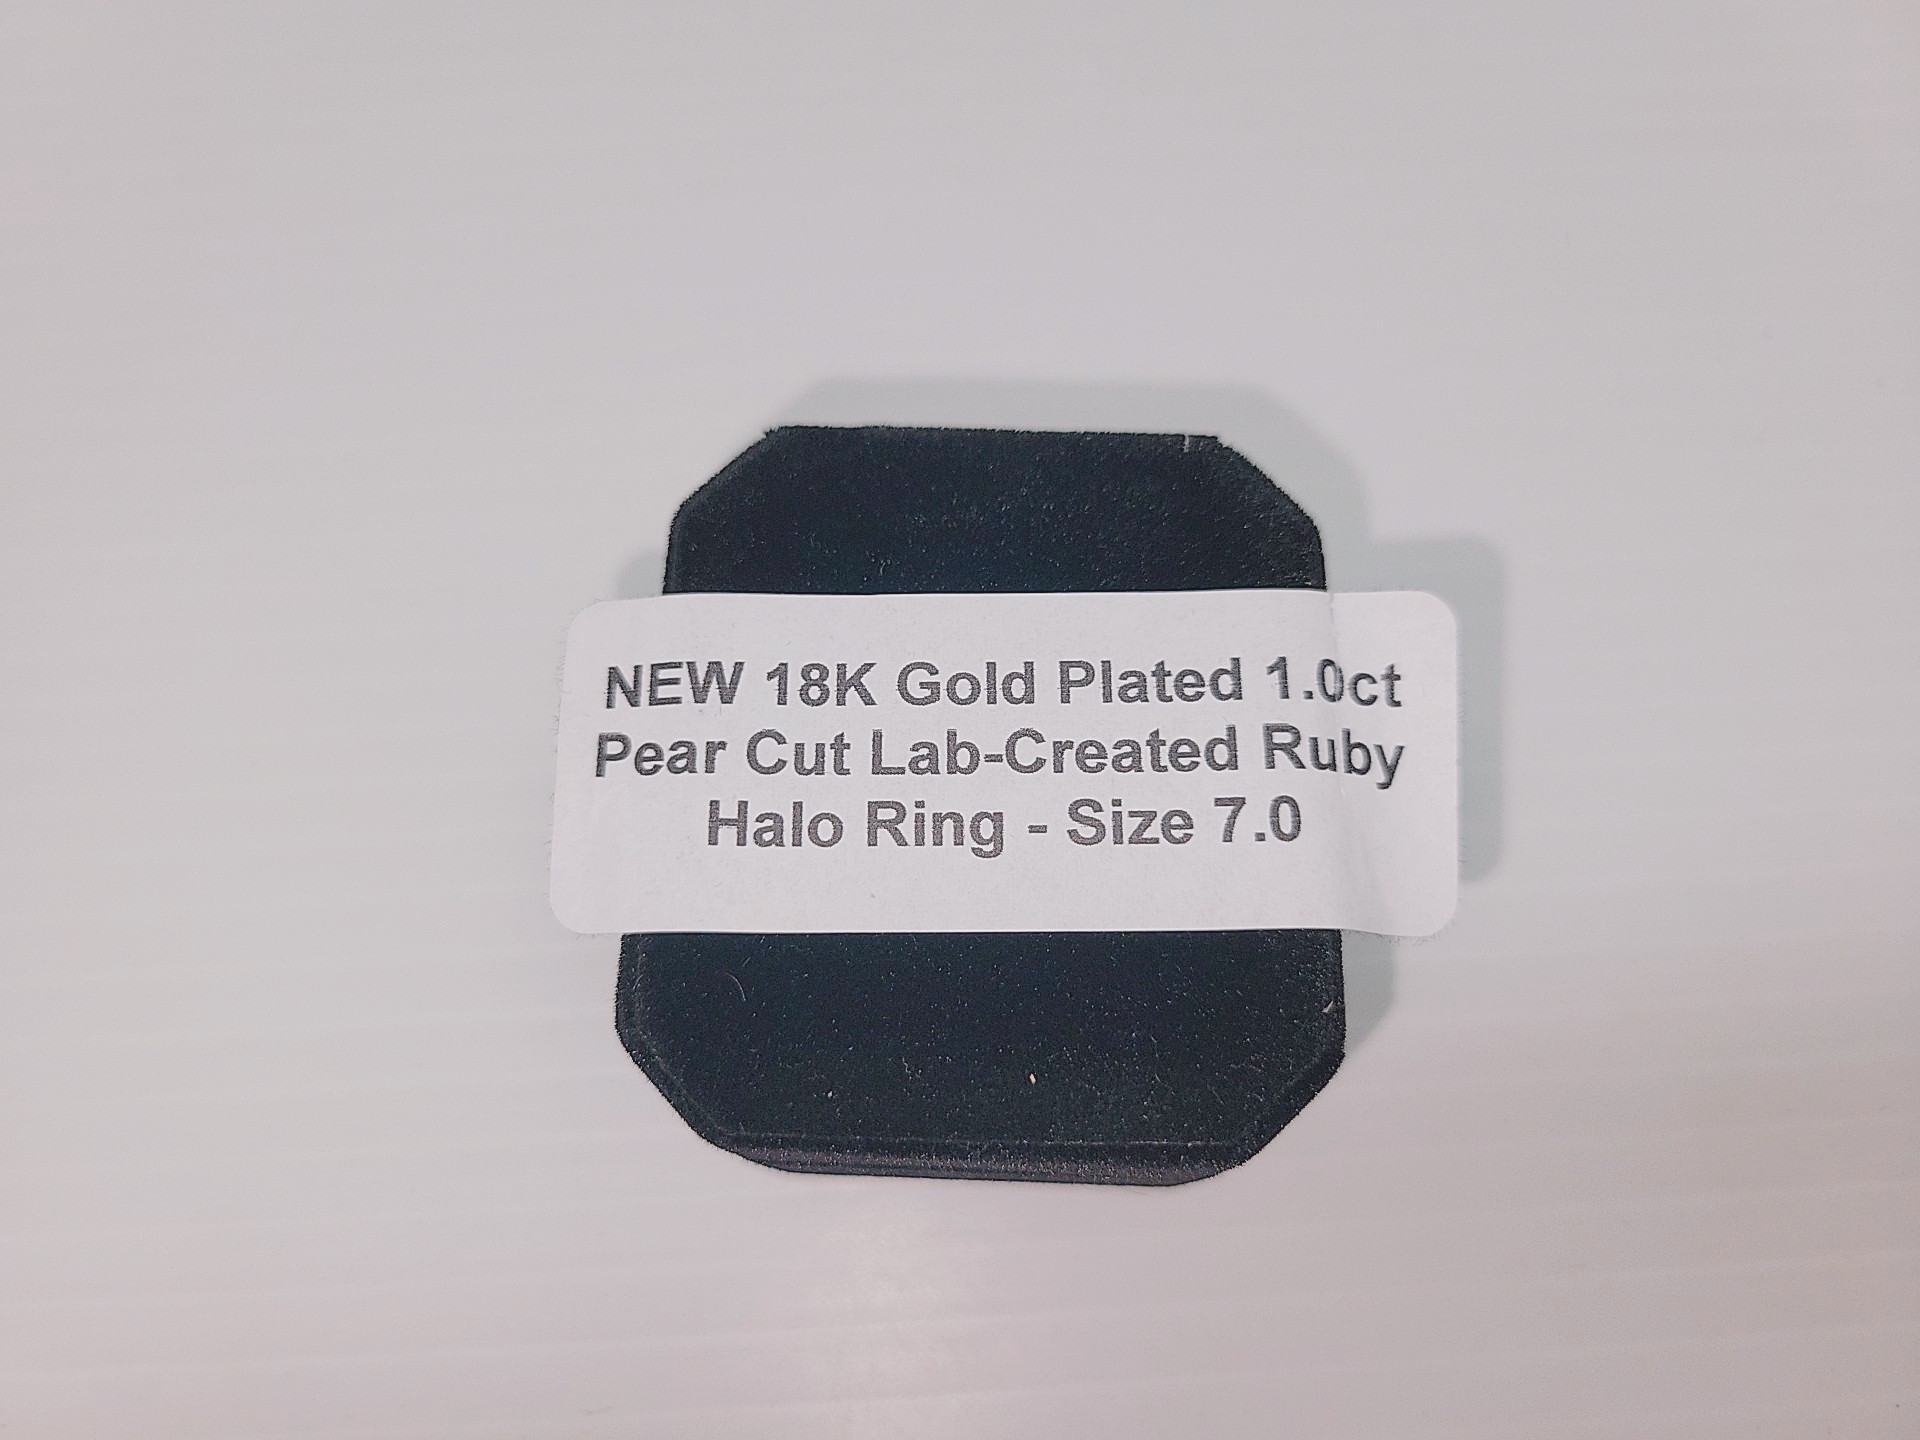 NEW 18K Gold Plated 1.0ct
Pear Cut Lab-Created Ruby
Halo Ring - Size 7.0